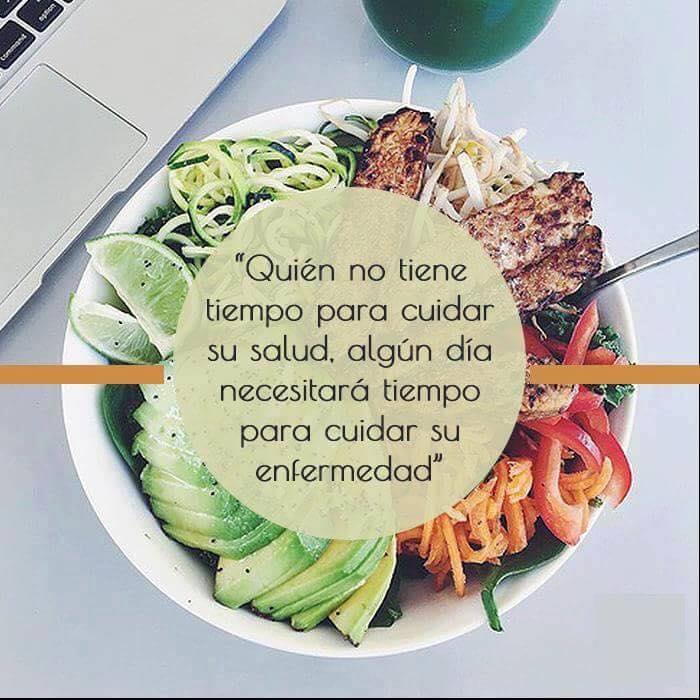 “Quién no tiene
tiempo para cuidar
su salud, algún día
necesitará tiempo
para cuidar su
enfermedad”